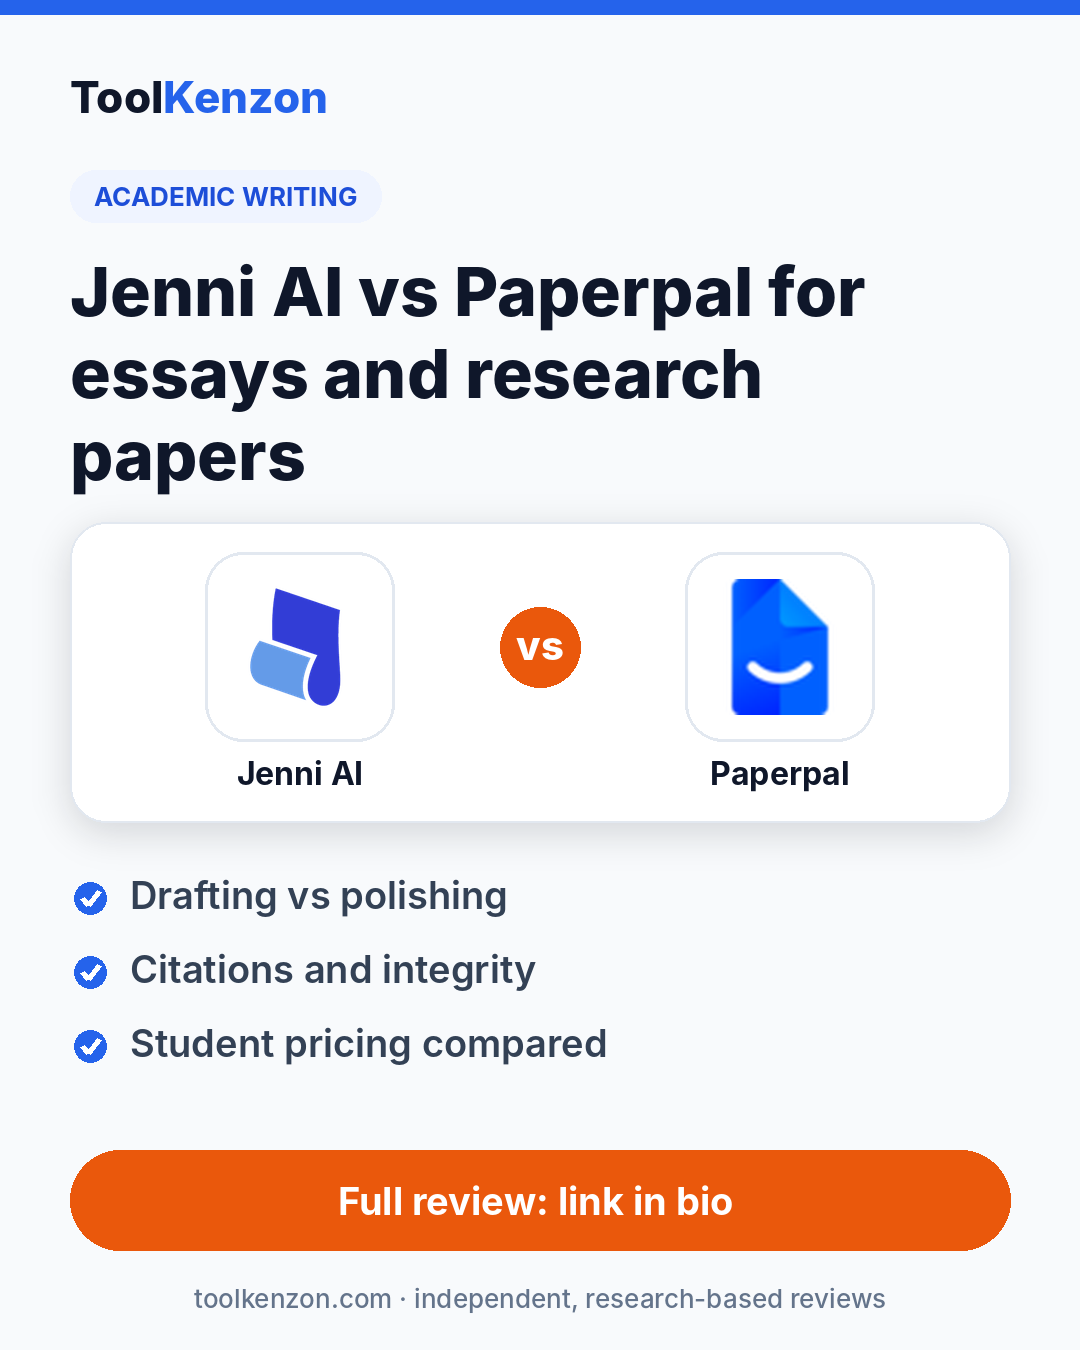 ToolKenzon
ACADEMIC WRITING
Jenni AI vs Paperpal for
essays and research
papers
vs
Jenni AI
Paperpal
Drafting vs polishing
Citations and integrity
Student pricing compared
Full review: link in bio
toolkenzon.com · independent, research-based reviews